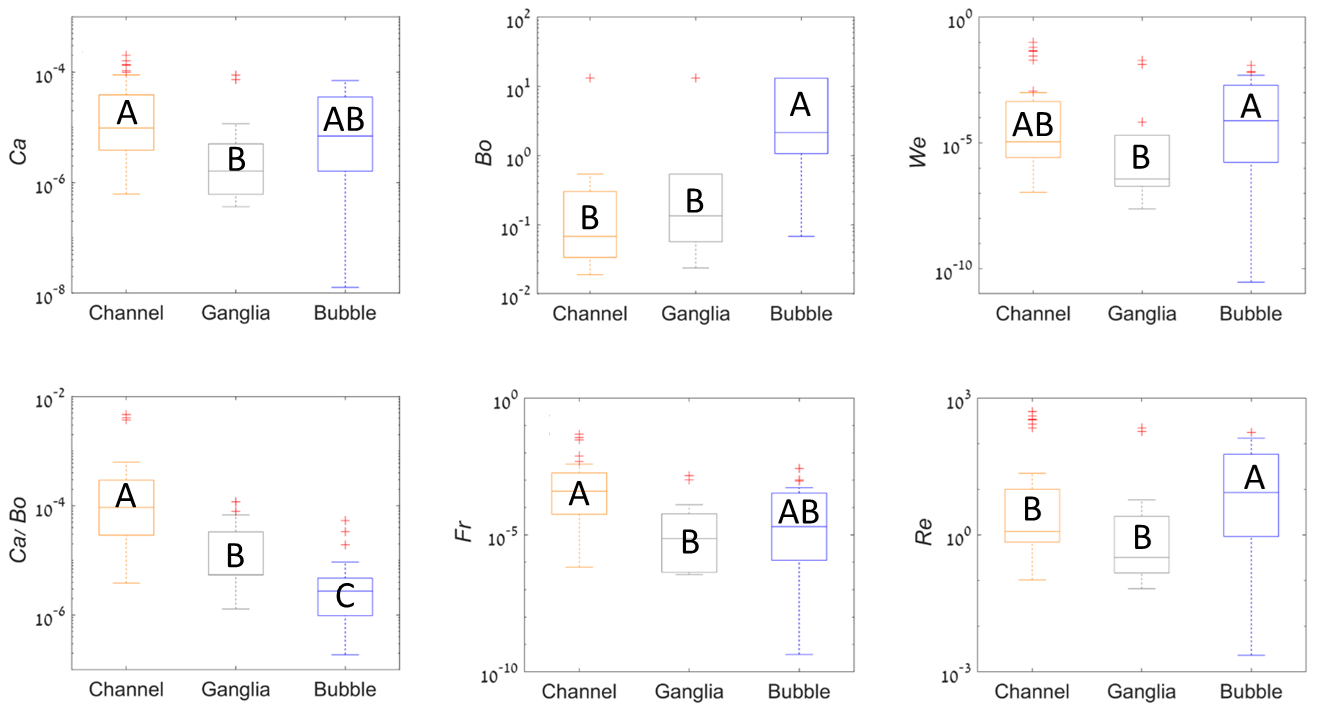 Ca
10^-4
10^-6
10^-8
A
B
AB
Channel Ganglia Bubble
Bo
10^2
10^1
10^0
10^-1
10^-2
B
B
A
Channel Ganglia Bubble
We
10^0
10^-5
10^-10
AB
B
A
Channel Ganglia Bubble
Ca/ Bo
10^-2
10^-4
10^-6
A
B
C
Channel Ganglia Bubble
Fr
10^0
10^-5
10^-10
A
B
AB
Channel Ganglia Bubble
Re
10^3
10^0
10^-3
B
B
A
Channel Ganglia Bubble